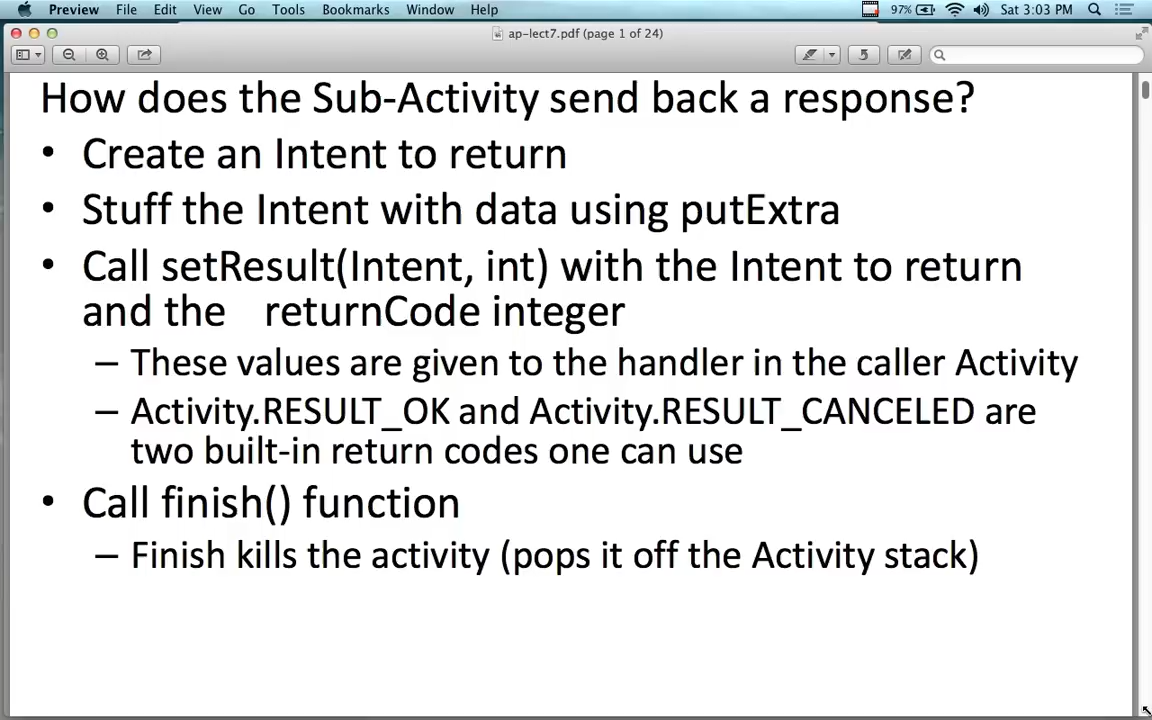 Preview File Edit View Go Tools Bookmarks Window Help 97% Sat 3:03 PM
ap-lect7.pdf (page 1 of 24)
How does the Sub-Activity send back a response?
• Create an Intent to return
• Stuff the Intent with data using putExtra
• Call setResult(Intent, int) with the Intent to return
and the returnCode integer
– These values are given to the handler in the caller Activity
– Activity.RESULT_OK and Activity.RESULT_CANCELED are
two built-in return codes one can use
• Call finish() function
– Finish kills the activity (pops it off the Activity stack)